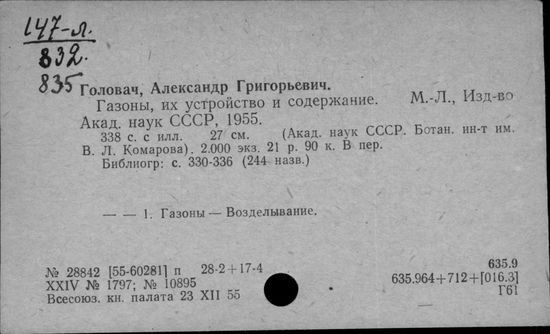 147-л.
832.
835
Головач, Александр Григорьевич.
Газоны, их устройство и содержание. М.-Л., Изд-во
Акад. наук СССР, 1955.
338 с. с илл. 27 см. (Акад. наук СССР. Ботан. ин-т им.
В. Л. Комарова). 2.000 экз. 21 р. 90 к. В пер.
Библиогр: с. 330-336 (244 назв.)
— — 1. Газоны — Возделывание.
№ 28842 [55-60281] п 28-2+17-4
XXIV № 1797; № 10895
Всесоюз. кн. палата 23 XII 55
635.9
635.964+712+[016.3]
Г61